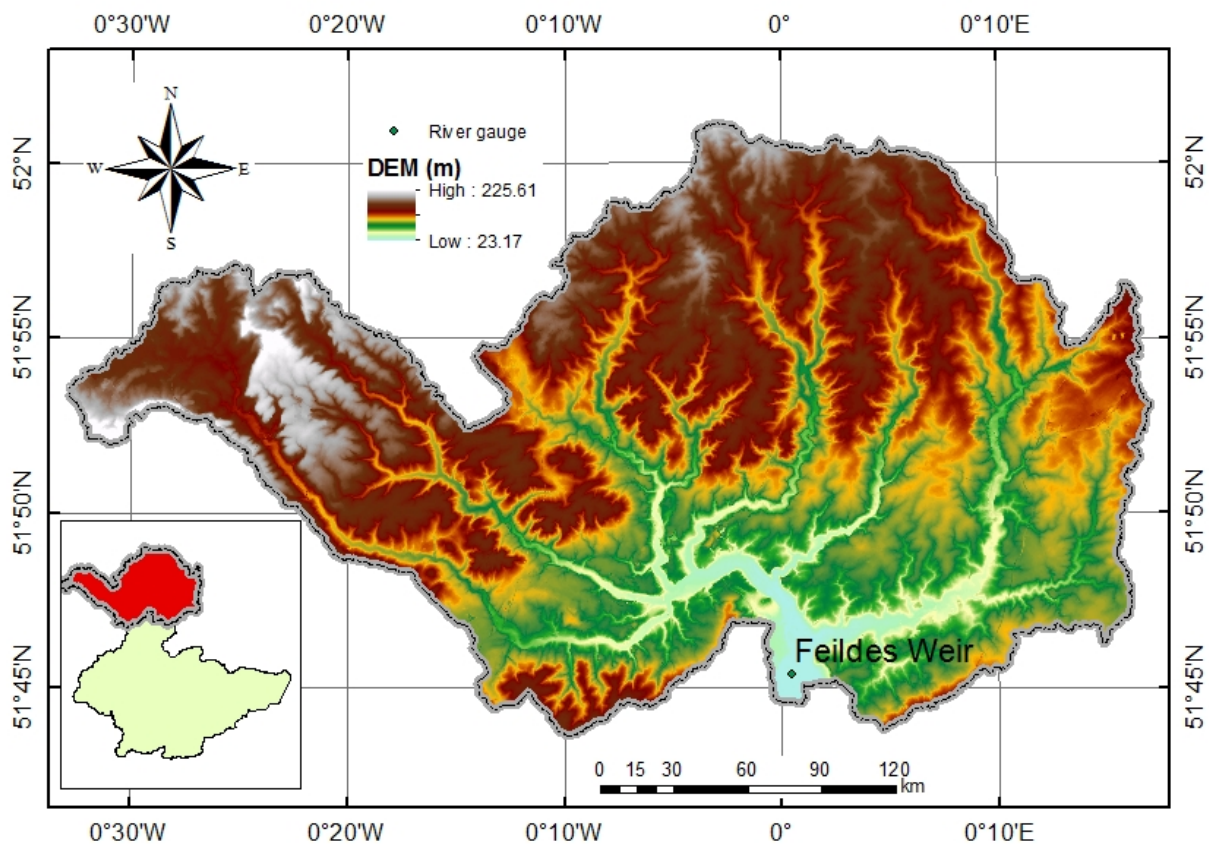 0°30'W 0°20'W 0°10'W 0° 0°10'E
N
W E
S
River gauge
DEM (m)
High : 225.61
Low : 23.17
52°N 52°N
51°55'N 51°55'N
51°50'N 51°50'N
51°45'N 51°45'N
Feildes Weir
0 15 30 60 90 120
km
0°30'W 0°20'W 0°10'W 0° 0°10'E